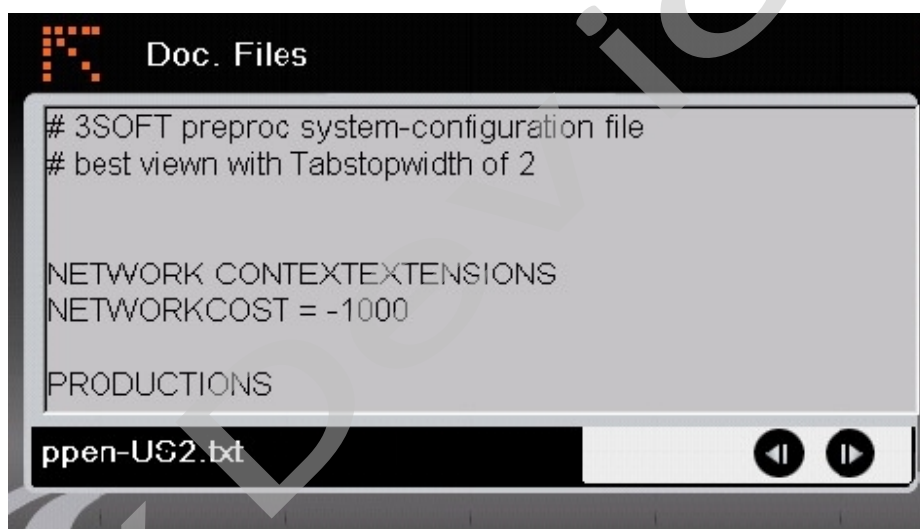 Doc. Files
# 3SOFT preproc system-configuration file
# best viewn with Tabstopwidth of 2
NETWORK CONTEXTEXTENSIONS
NETWORKCOST = -1000
PRODUCTIONS
ppen-US2.txt